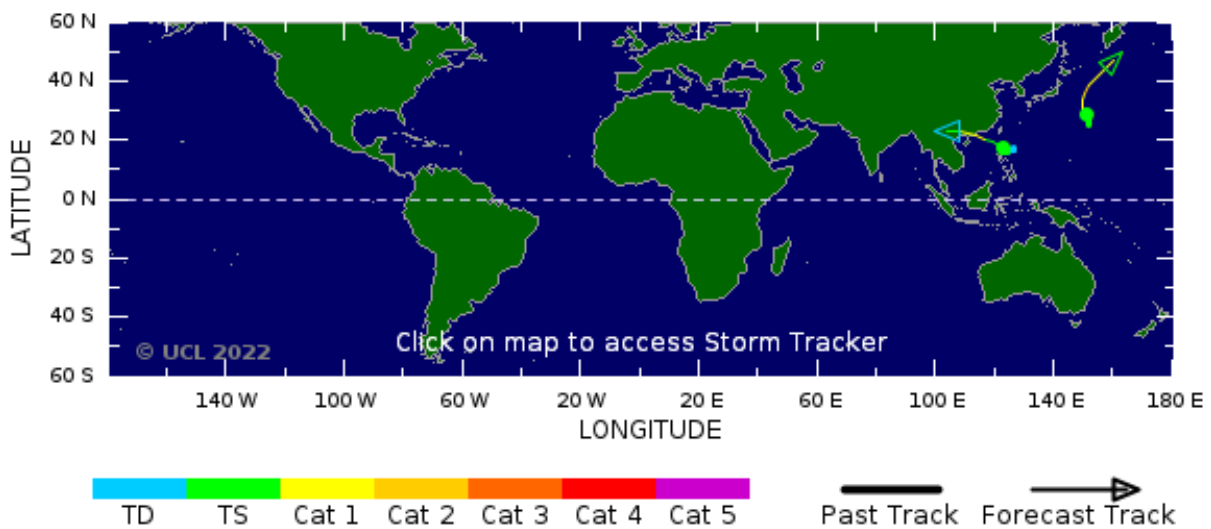 60 N
40 N
20 N
0 N
20 S
40 S
60 S
LATITUDE
Click on map to access Storm Tracker
© UCL 2022
140 W 100 W 60 W 20 W 20 E 60 E 100 E 140 E 180 E
LONGITUDE
TD TS Cat 1 Cat 2 Cat 3 Cat 4 Cat 5 Past Track Forecast Track